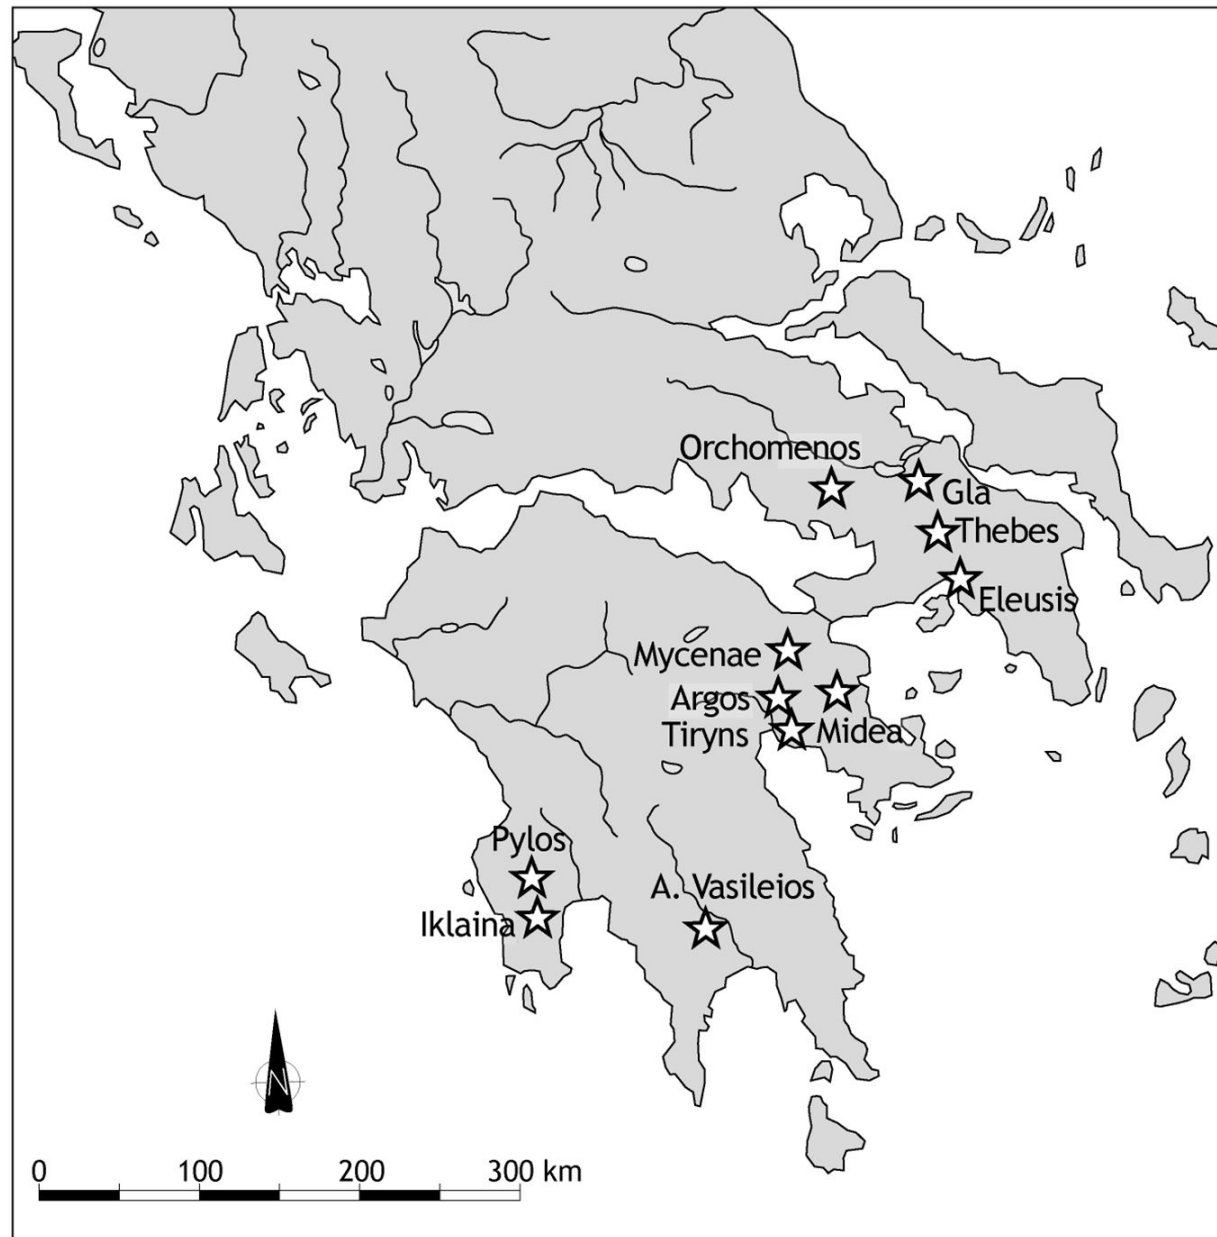 Orchomenos
Gla
Thebes
Eleusis
Mycenae
Argos
Tiryns
Midea
Pylos
A. Vasileios
Iklaina
N
0 100 200 300 km